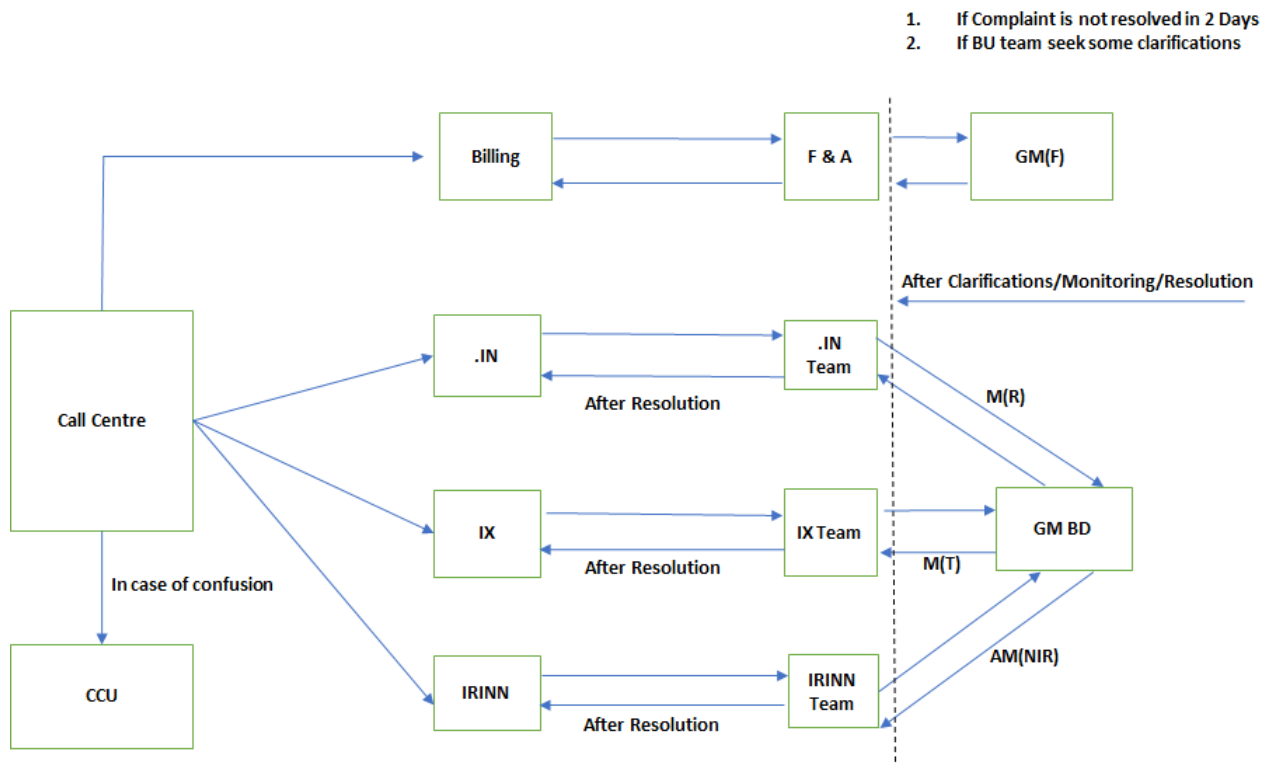 1. If Complaint is not resolved in 2 Days
2. If BU team seek some clarifications
Billing
F & A
GM(F)
After Clarifications/Monitoring/Resolution
.IN
.IN
Team
After Resolution
M(R)
Call Centre
IX
IX Team
GM BD
After Resolution
M(T)
In case of confusion
CCU
IRINN
IRINN
Team
After Resolution
AM(NIR)